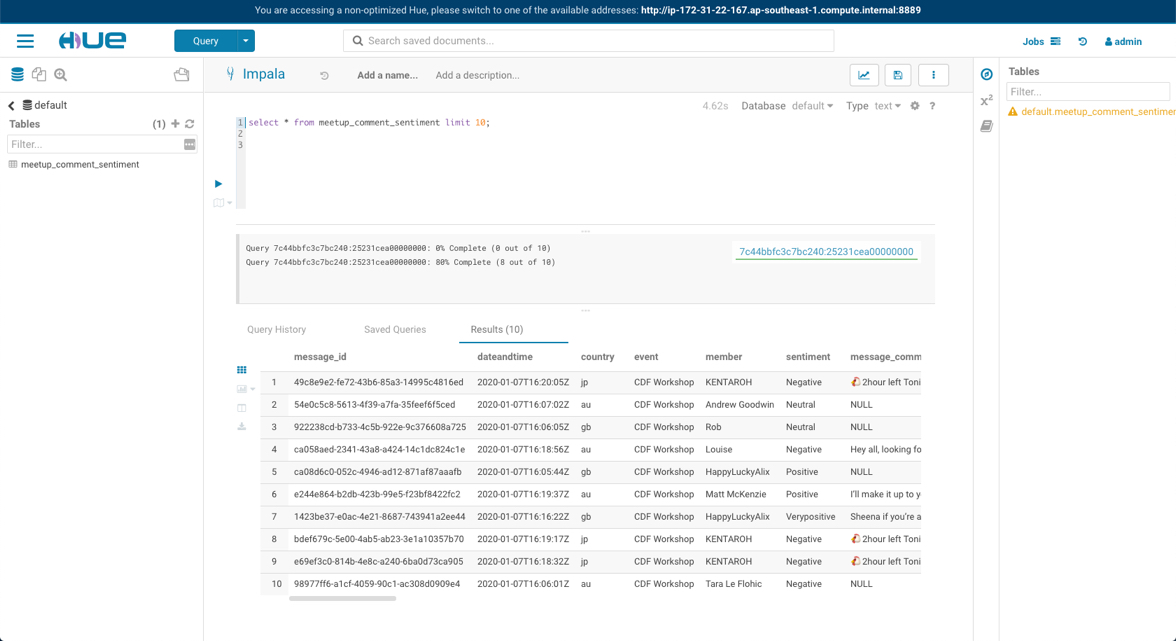 You are accessing a non-optimized Hue, please switch to one of the available addresses: http://ip-172-31-22-167.ap-southeast-1.compute.internal:8889
HUE Query Search saved documents... Jobs admin
Impala Add a name... Add a description...
Tables
Filter...
default.meetup_comment_sentimen
default
Tables (1)
Filter...
meetup_comment_sentiment
4.62s Database default Type text ?
1 select * from meetup_comment_sentiment limit 10;
2
3
Query 7c44bbfc3c7bc240:25231cea00000000: 0% Complete (0 out of 10)
Query 7c44bbfc3c7bc240:25231cea00000000: 80% Complete (8 out of 10)
7c44bbfc3c7bc240:25231cea00000000
Query History Saved Queries Results (10)
message_id dateandtime country event member sentiment message_comm
1 49c8e9e2-fe72-43b6-85a3-14995c4816ed 2020-01-07T16:20:05Z jp CDF Workshop KENTAROH Negative 2hour left Toni
2 54e0c5c8-5613-4f39-a7fa-35feef6f5ced 2020-01-07T16:07:02Z au CDF Workshop Andrew Goodwin Neutral NULL
3 922238cd-b733-4c5b-922e-9c376608a725 2020-01-07T16:06:05Z gb CDF Workshop Rob Neutral NULL
4 ca058aed-2341-43a8-a424-14c1dc824c1e 2020-01-07T16:18:56Z au CDF Workshop Louise Negative Hey all, looking fo
5 ca08d6c0-052c-4946-ad12-871af87aaafb 2020-01-07T16:05:44Z gb CDF Workshop HappyLuckyAlix Positive NULL
6 e244e864-b2db-423b-99e5-f23bf8422fc2 2020-01-07T16:19:37Z au CDF Workshop Matt McKenzie Positive I'll make it up to y
7 1423be37-e0ac-4e21-8687-743941a2ee44 2020-01-07T16:16:22Z gb CDF Workshop HappyLuckyAlix Verypositive Sheena if you're a
8 bdef679c-5e00-4ab5-ab23-3e1a10357b70 2020-01-07T16:19:17Z jp CDF Workshop KENTAROH Negative 2hour left Toni
9 e69ef3c0-814b-4e8c-a240-6ba0d73ca905 2020-01-07T16:18:32Z jp CDF Workshop KENTAROH Negative 2hour left Toni
10 98977ff6-a1cf-4059-90c1-ac308d0909e4 2020-01-07T16:06:01Z au CDF Workshop Tara Le Flohic Negative NULL